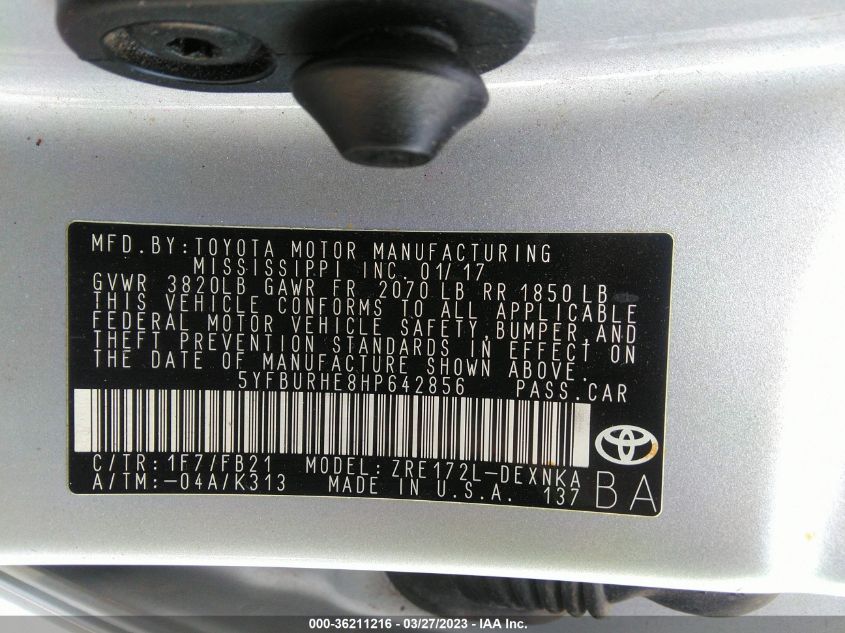 MFD.BY:TOYOTA MOTOR MANUFACTURING
MISSISSIPPI INC. 01/17
GVWR 3820LB GAWR FR 2070 LB RR 1850 LB
THIS VEHICLE CONFORMS TO ALL APPLICABLE
FEDERAL MOTOR VEHICLE SAFETY,BUMPER,AND
THEFT PREVENTION STANDARDS IN EFFECT ON
THE DATE OF MANUFACTURE SHOWN ABOVE.
5YFBURHE8HP642856 PASS.CAR
C/TR:1F7/FB21 MODEL:ZRE172L-DEXNKA
A/TM:-04A/K313 MADE IN U.S.A. 137 BA
000-36211216 - 03/27/2023 - IAA Inc.